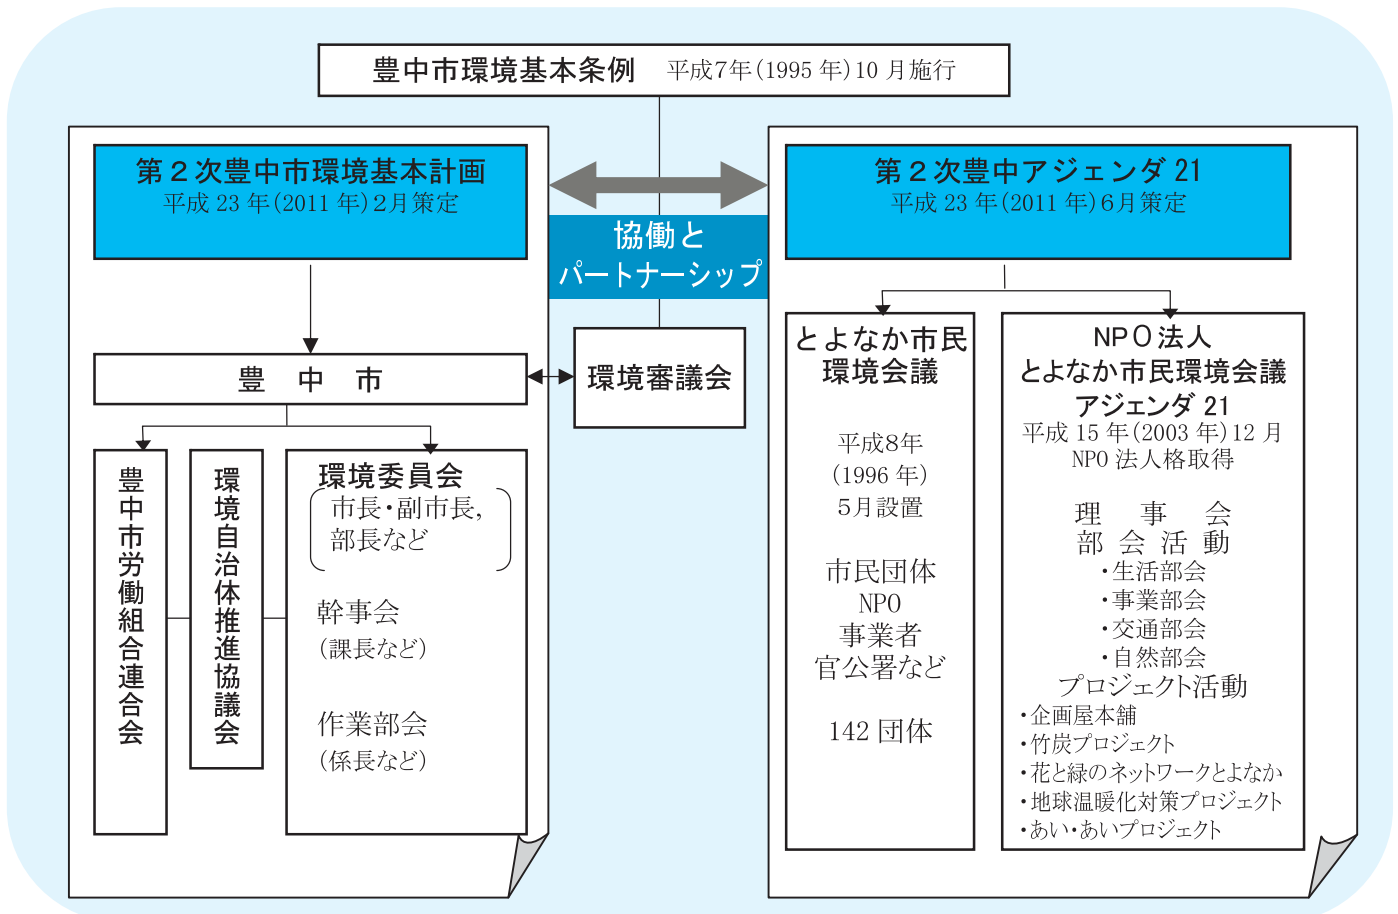 豊中市環境基本条例　平成7年(1995年)10月施行
第２次豊中市環境基本計画
平成23年(2011年)２月策定
協働と
パートナーシップ
第２次豊中アジェンダ21
平成23年(2011年)６月策定
豊　中　市
環境審議会
豊中市労働組合連合会
環境自治体推進協議会
環境委員会
市長・副市長，
部長など
幹事会
(課長など)
作業部会
(係長など)
とよなか市民
環境会議
平成８年
(1996年)
５月設置
市民団体
NPO
事業者
官公署など
142団体
NPO法人
とよなか市民環境会議
アジェンダ21
平成15年(2003年)12月
NPO法人格取得
理　事　会
部会活動
・生活部会
・事業部会
・交通部会
・自然部会
プロジェクト活動
・企画屋本舗
・竹炭プロジェクト
・花と緑のネットワークとよなか
・地球温暖化対策プロジェクト
・あい・あいプロジェクト